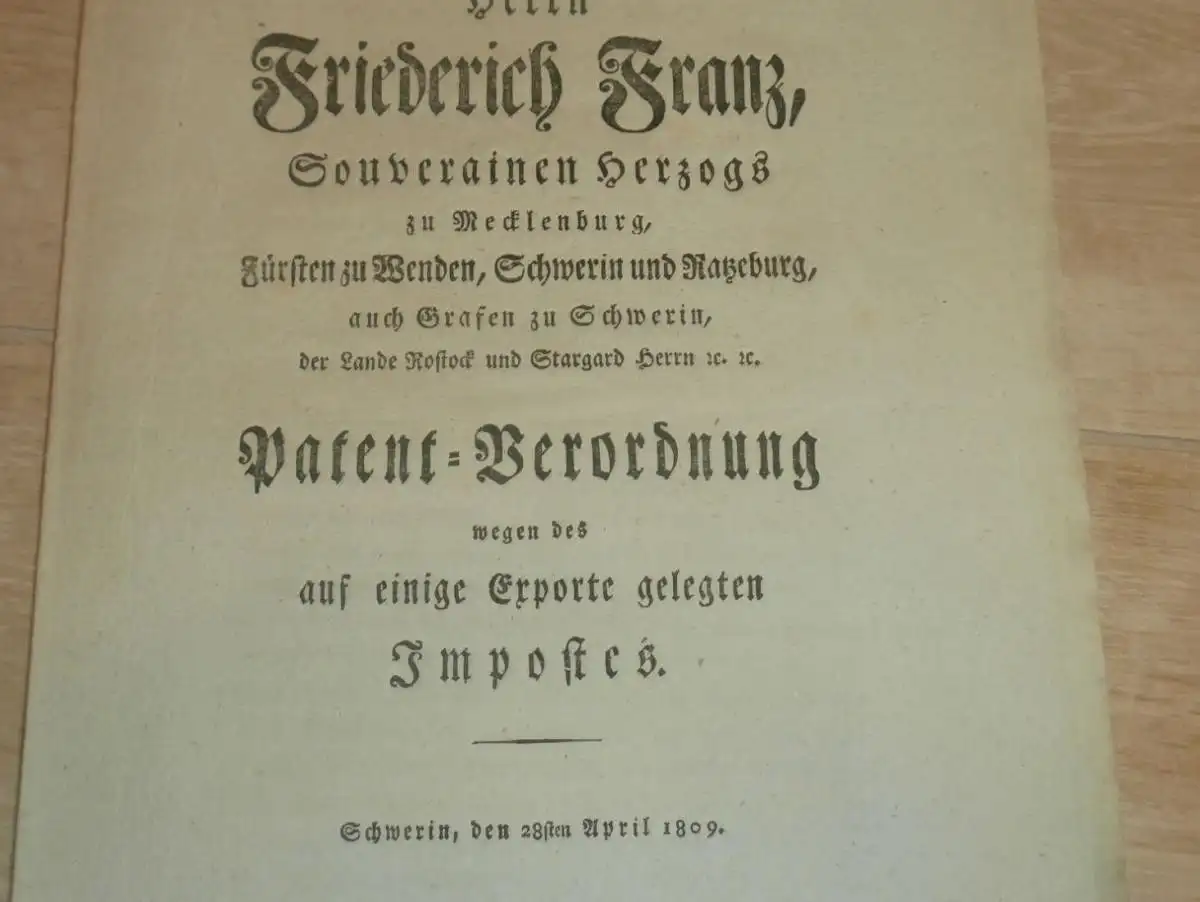 Herrn
Friederich Franz,
Souverainen Herzogs
zu Mecklenburg,
Fürsten zu Wenden, Schwerin und Ratzeburg,
auch Grafen zu Schwerin,
der Lande Rostock und Stargard Herrn ꝛc. ꝛc.
Patent-Verordnung
wegen des
auf einige Exporte gelegten
Impostes.
Schwerin, den 28sten April 1809.